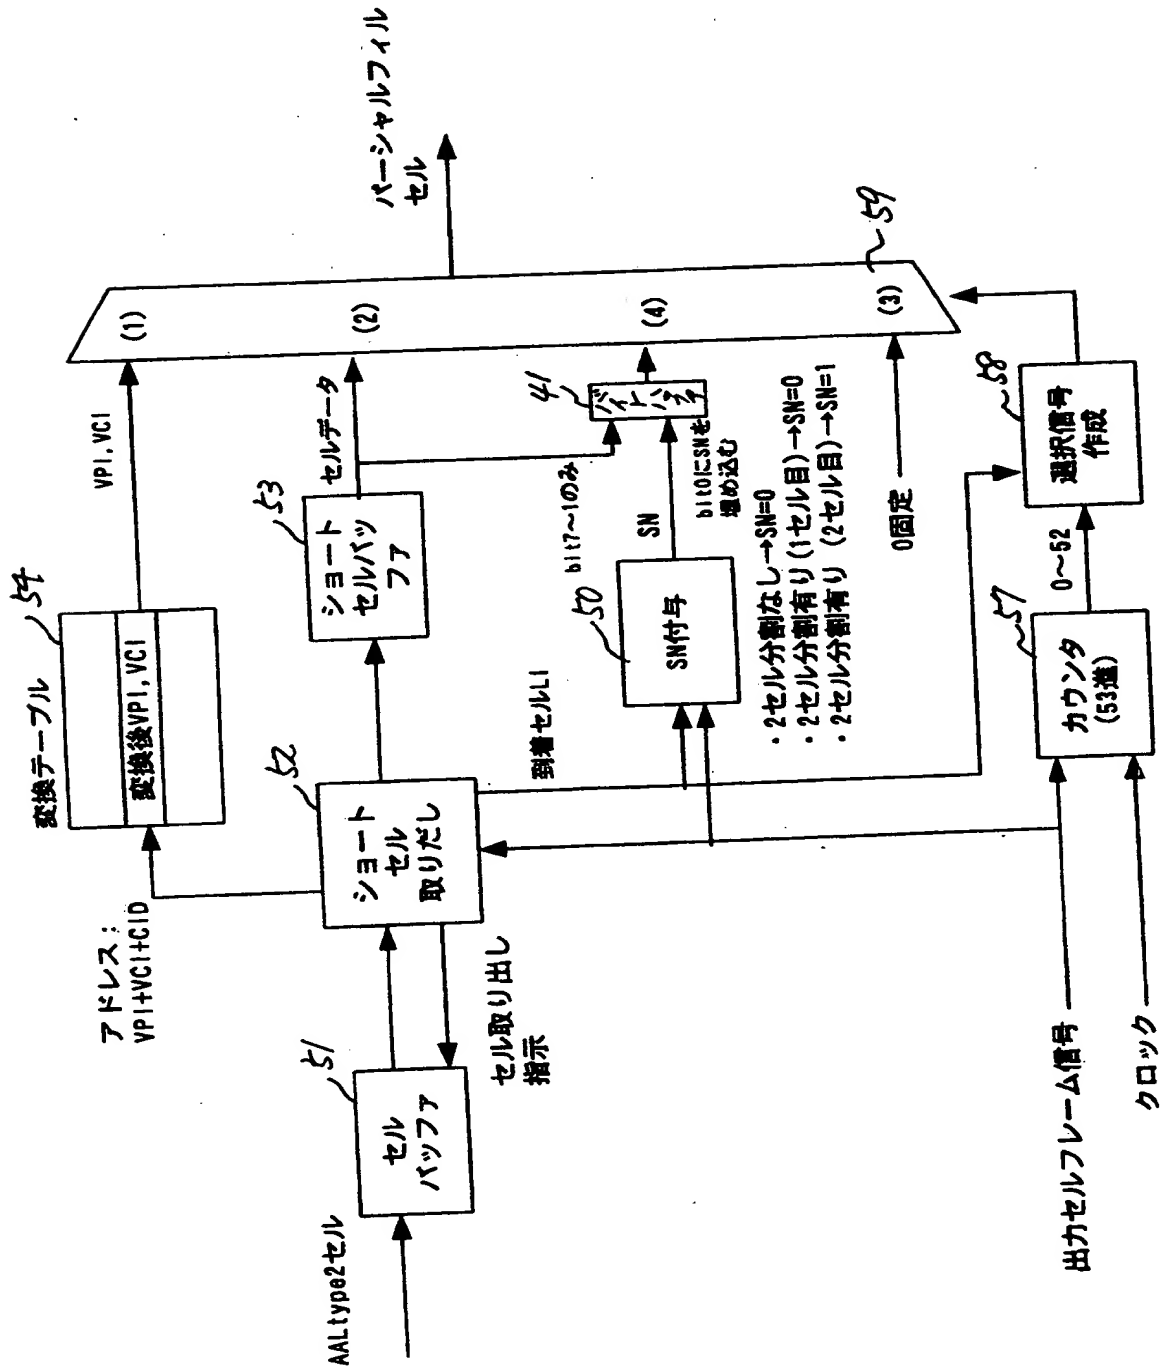 AALtype2セル
セル
バッファ
51
セル取り出し
指示
アドレス:
VPI+VCI+CID
ショート
セル
取りだし
52
変換テーブル
変換後VPI,VCI
54
VPI,VCI
ショート
セルバッ
ファ
53
セルデータ
bit7〜1のみ
到着セルLI
SN付与
50
SN
bit0にSNを
埋め込む
41
・2セル分割なし→SN=0
・2セル分割有り(1セル目)→SN=0
・2セル分割有り (2セル目)→SN=1
0固定
出力セルフレーム信号
クロック
カウンタ
(53進)
57
0〜52
選択信号
作成
58
(1)
(2)
(4)
(3)
59
パーシャルフィル
セル